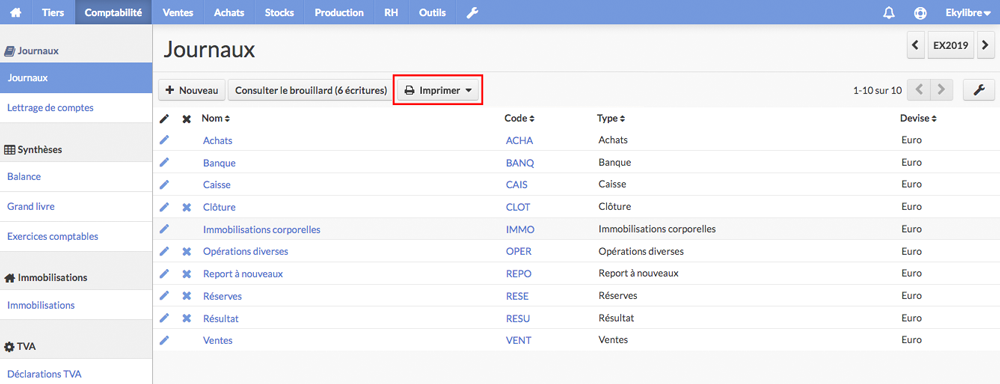 Tiers Comptabilité Ventes Achats Stocks Production RH Outils Ekylibre
Journaux
Journaux
Lettrage de comptes
Synthèses
Balance
Grand livre
Exercices comptables
Immobilisations
Immobilisations
TVA
Déclarations TVA
Journaux
EX2019
Nouveau Consulter le brouillard (6 écritures) Imprimer 1-10 sur 10
Nom Code Type Devise
Achats ACHA Achats Euro
Banque BANQ Banque Euro
Caisse CAIS Caisse Euro
Clôture CLOT Clôture Euro
Immobilisations corporelles IMMO Immobilisations corporelles Euro
Opérations diverses OPER Opérations diverses Euro
Report à nouveaux REPO Report à nouveaux Euro
Réserves RESE Réserves Euro
Résultat RESU Résultat Euro
Ventes VENT Ventes Euro